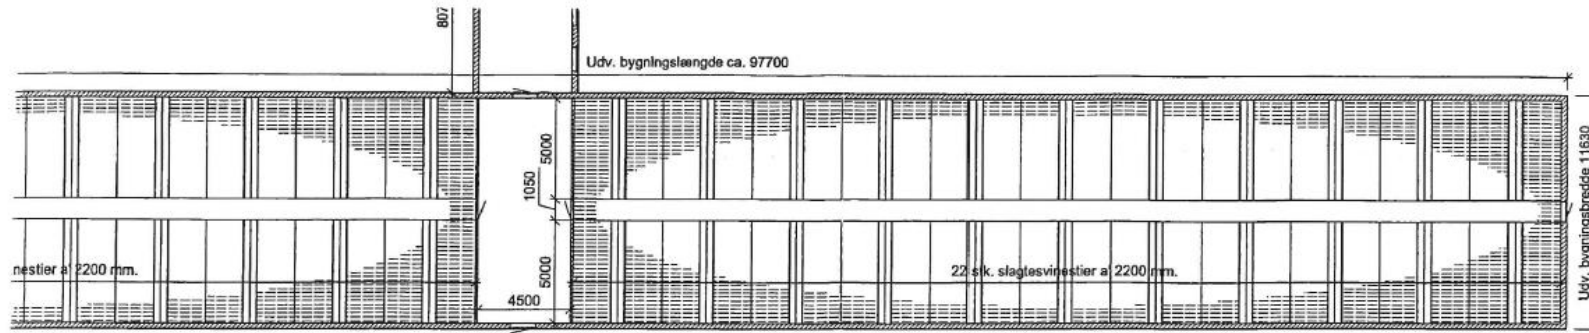 807
Udv. bygningslængde ca. 97700
5000
1050
Udv. bygningsbredde 11630
nestier a' 2200 mm.
5000
22 stk. slagtesvinestier a' 2200 mm.
4500